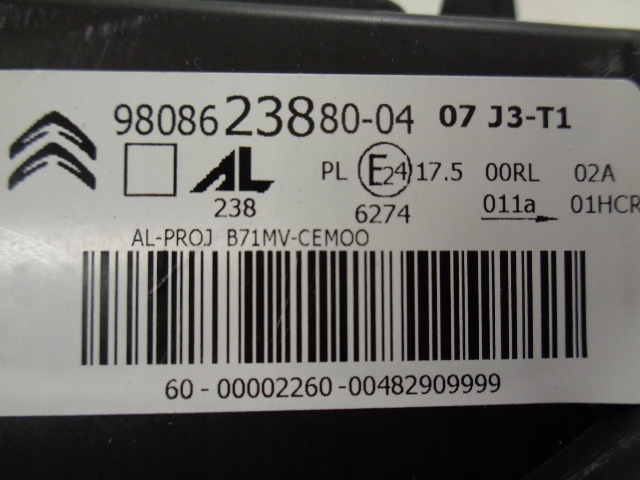 9808623880-04 07 J3-T1
AL PL E24 17.5 00RL 02A
238 6274 011a 01HCR
AL-PROJ B71MV-CEMOO
60-00002260-00482909999